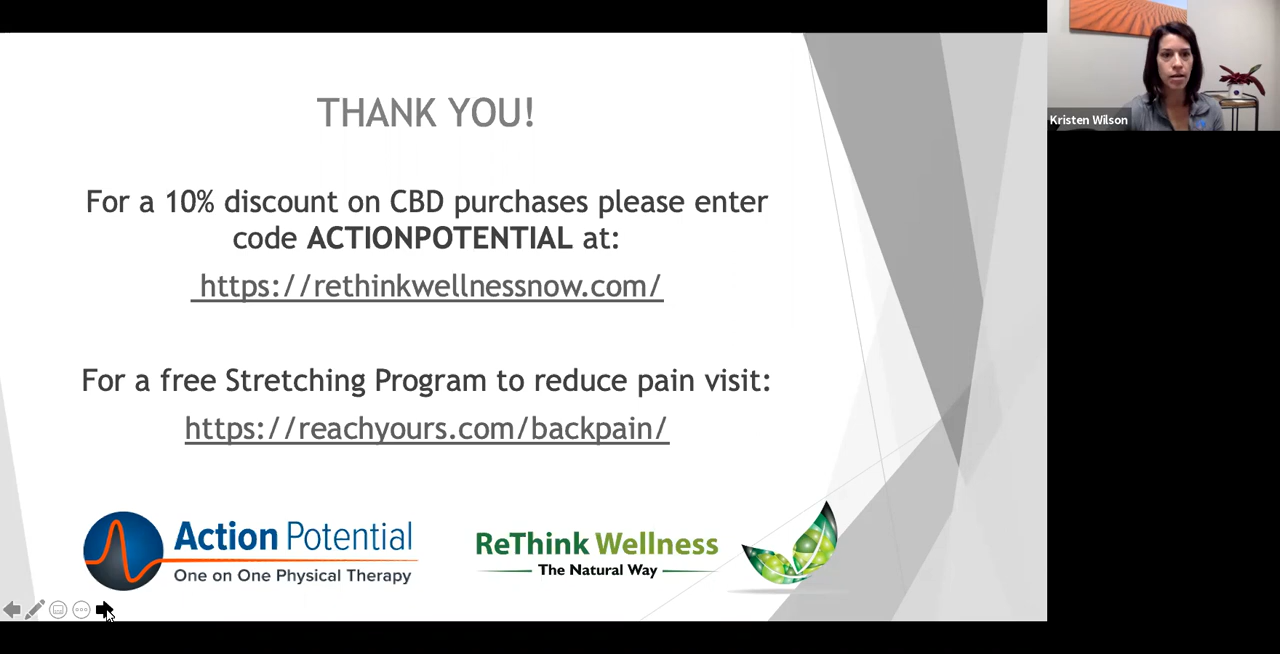 THANK YOU!
For a 10% discount on CBD purchases please enter
code ACTIONPOTENTIAL at:
https://rethinkwellnessnow.com/
For a free Stretching Program to reduce pain visit:
https://reachyours.com/backpain/
Action Potential
One on One Physical Therapy
ReThink Wellness
The Natural Way
Kristen Wilson